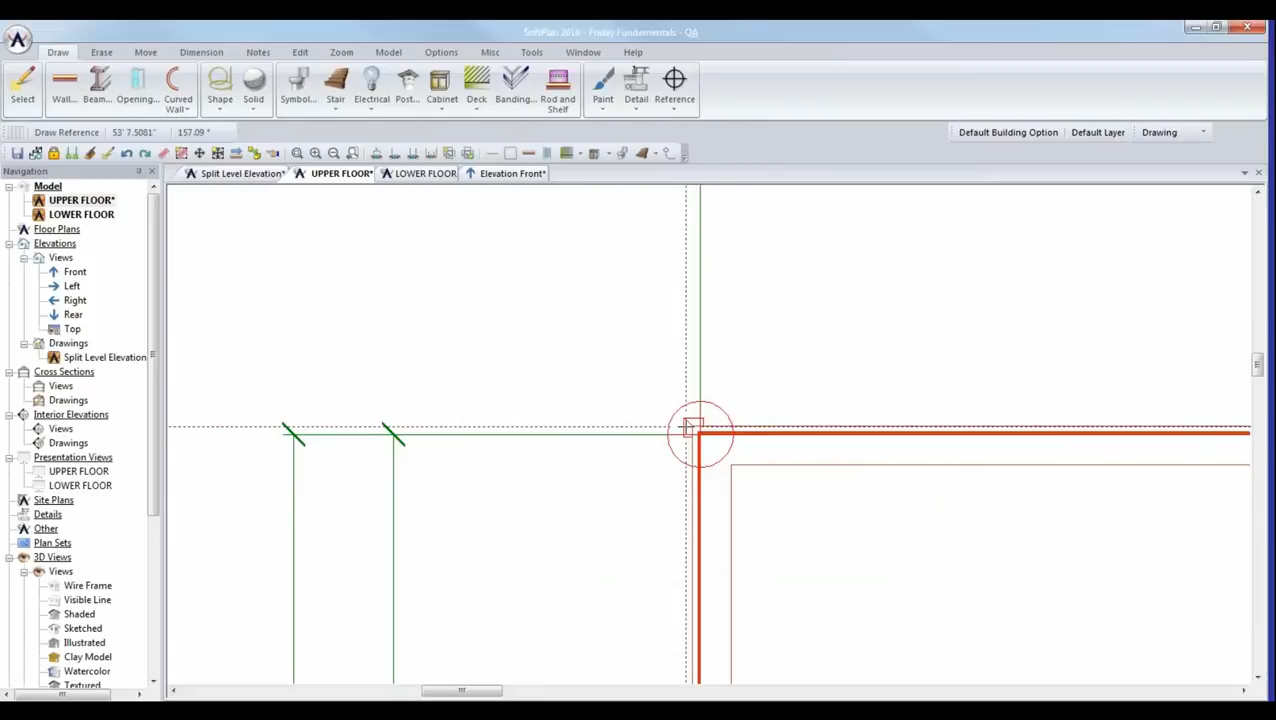 SoftPlan 2016 - Friday Fundamentals - QA
Draw Erase Move Dimension Notes Edit Zoom Model Options Misc Tools Window Help
Select Wall... Beam... Opening... Curved Wall Shape Solid Symbol... Stair Electrical Post... Cabinet Deck Banding... Rod and Shelf Paint Detail Reference
Draw Reference 53' 7.5081" 157.09 ° Default Building Option Default Layer Drawing
Navigation
Split Level Elevation* UPPER FLOOR* LOWER FLOOR Elevation Front*
Model
UPPER FLOOR*
LOWER FLOOR
Floor Plans
Elevations
Views
Front
Left
Right
Rear
Top
Drawings
Split Level Elevation
Cross Sections
Views
Drawings
Interior Elevations
Views
Drawings
Presentation Views
UPPER FLOOR
LOWER FLOOR
Site Plans
Details
Other
Plan Sets
3D Views
Views
Wire Frame
Visible Line
Shaded
Sketched
Illustrated
Clay Model
Watercolor
Textured